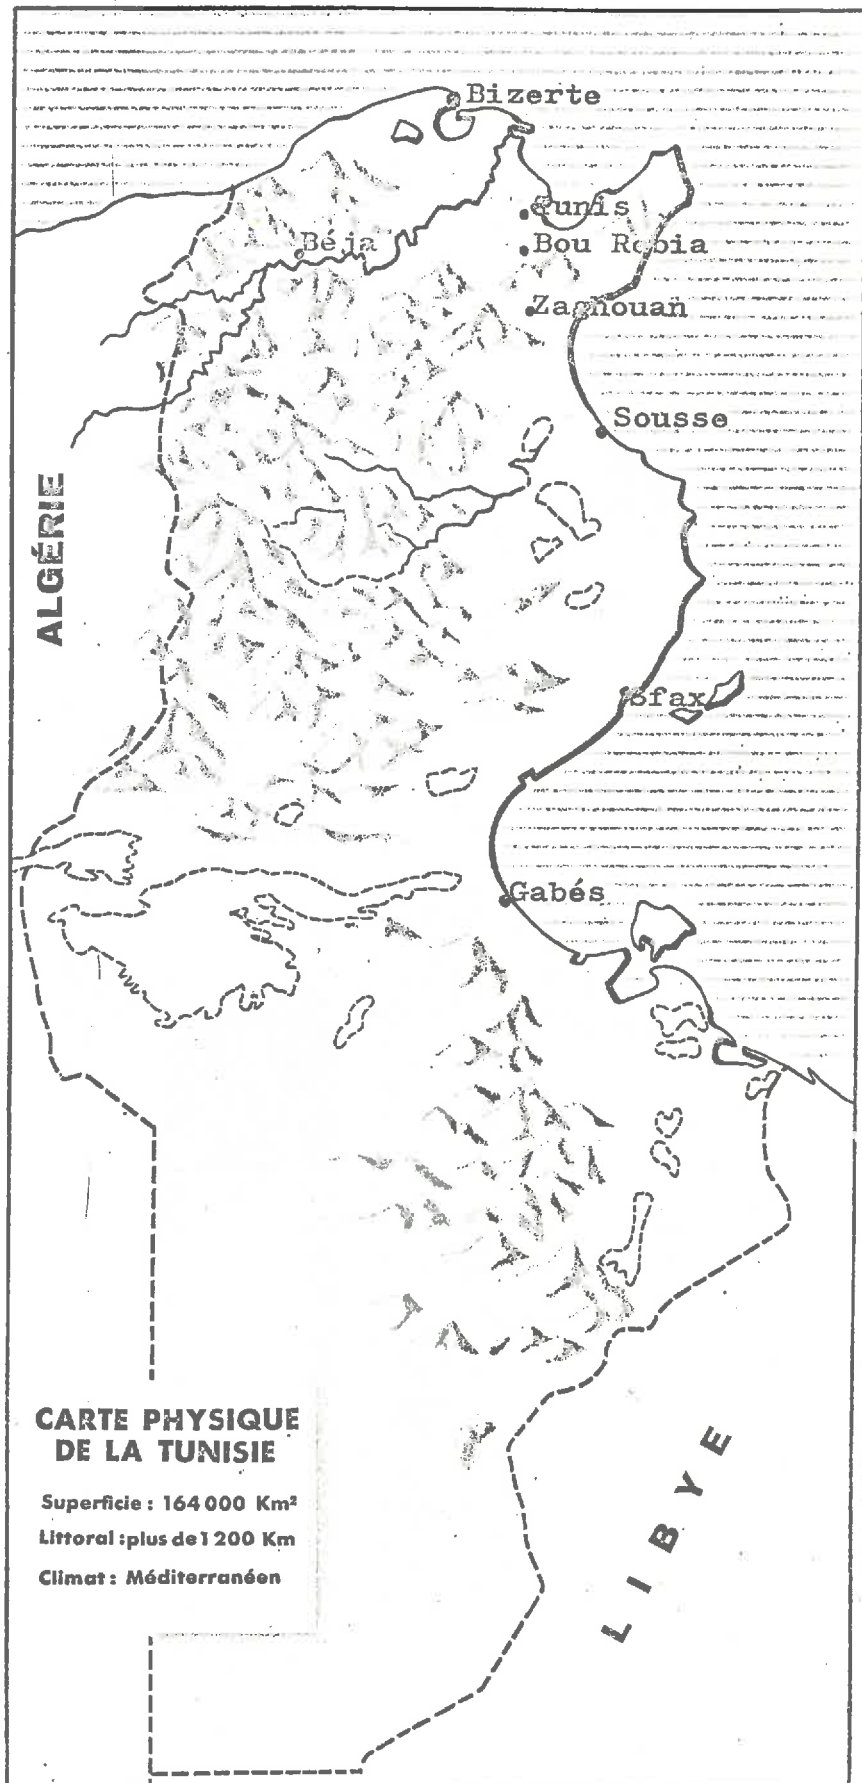 Bizerte
Tunis
Béja
Bou Rebia
Zaghouan
Sousse
ALGÉRIE
Sfax
Gabés
CARTE PHYSIQUE
DE LA TUNISIE
Superficie : 164 000 Km²
Littoral : plus de 1 200 Km
Climat : Méditerranéen
LIBYE